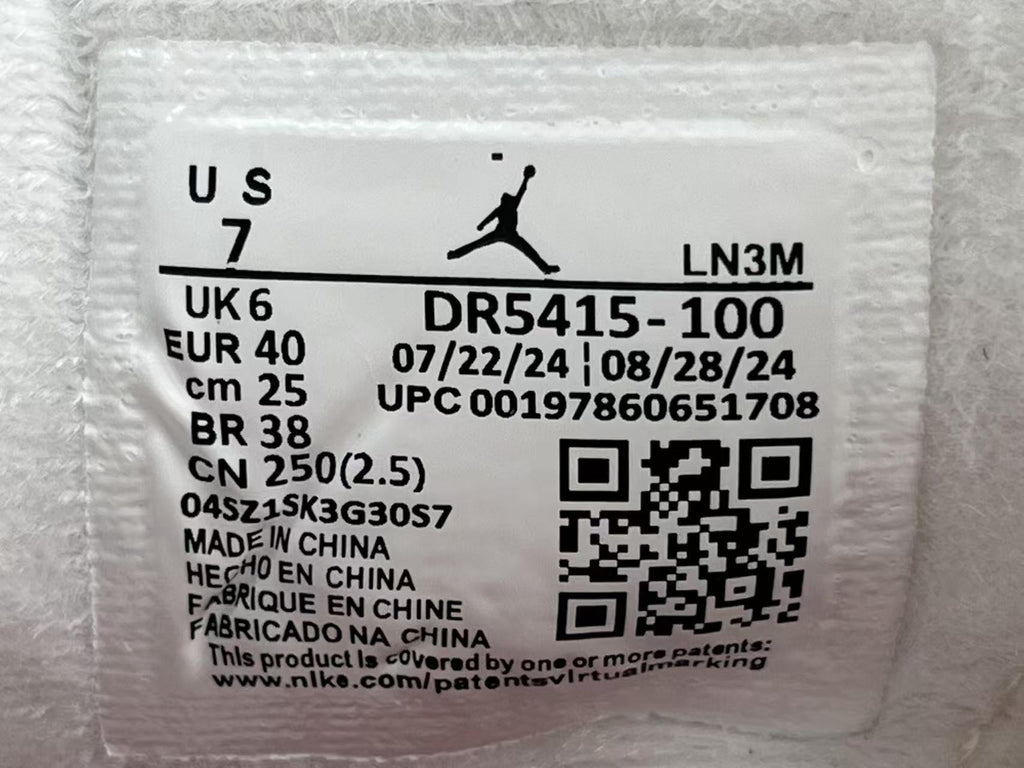 US
7
LN3M
UK 6
DR5415-100
EUR 40
07/22/24 ¦ 08/28/24
cm 25
UPC 00197860651708
BR 38
CN 250(2.5)
04SZ1SK3G30S7
MADE IN CHINA
HECHO EN CHINA
FABRIQUE EN CHINE
FABRICADO NA CHINA
This product is covered by one or more patents:
www.nike.com/patentsvirtualmarking